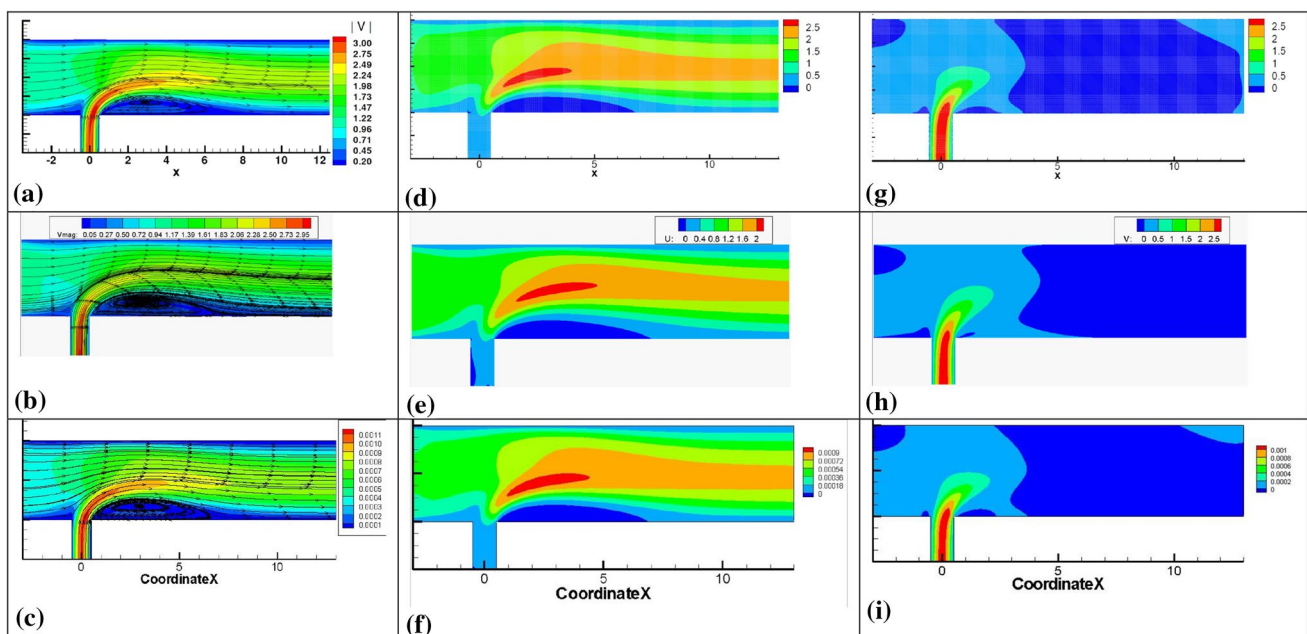 | V |
3.00
2.75
2.49
2.24
1.98
1.73
1.47
1.22
0.96
0.71
0.45
0.20
-2 0 2 4 6 8 10 12
x
(a)
2.5
2
1.5
1
0.5
0
0 5 10
x
(d)
2.5
2
1.5
1
0.5
0
0 5 10
x
(g)
Vmag: 0.05 0.27 0.50 0.72 0.94 1.17 1.39 1.61 1.83 2.06 2.28 2.50 2.73 2.95
(b)
U: 0 0.4 0.8 1.2 1.6 2
(e)
V: 0 0.5 1 1.5 2 2.5
(h)
0.0011
0.0010
0.0009
0.0008
0.0007
0.0006
0.0005
0.0004
0.0003
0.0002
0.0001
0 5 10
CoordinateX
(c)
0.0009
0.00072
0.00054
0.00036
0.00018
0
0 5 10
CoordinateX
(f)
0.001
0.0008
0.0006
0.0004
0.0002
0
0 10
CoordinateX
(i)